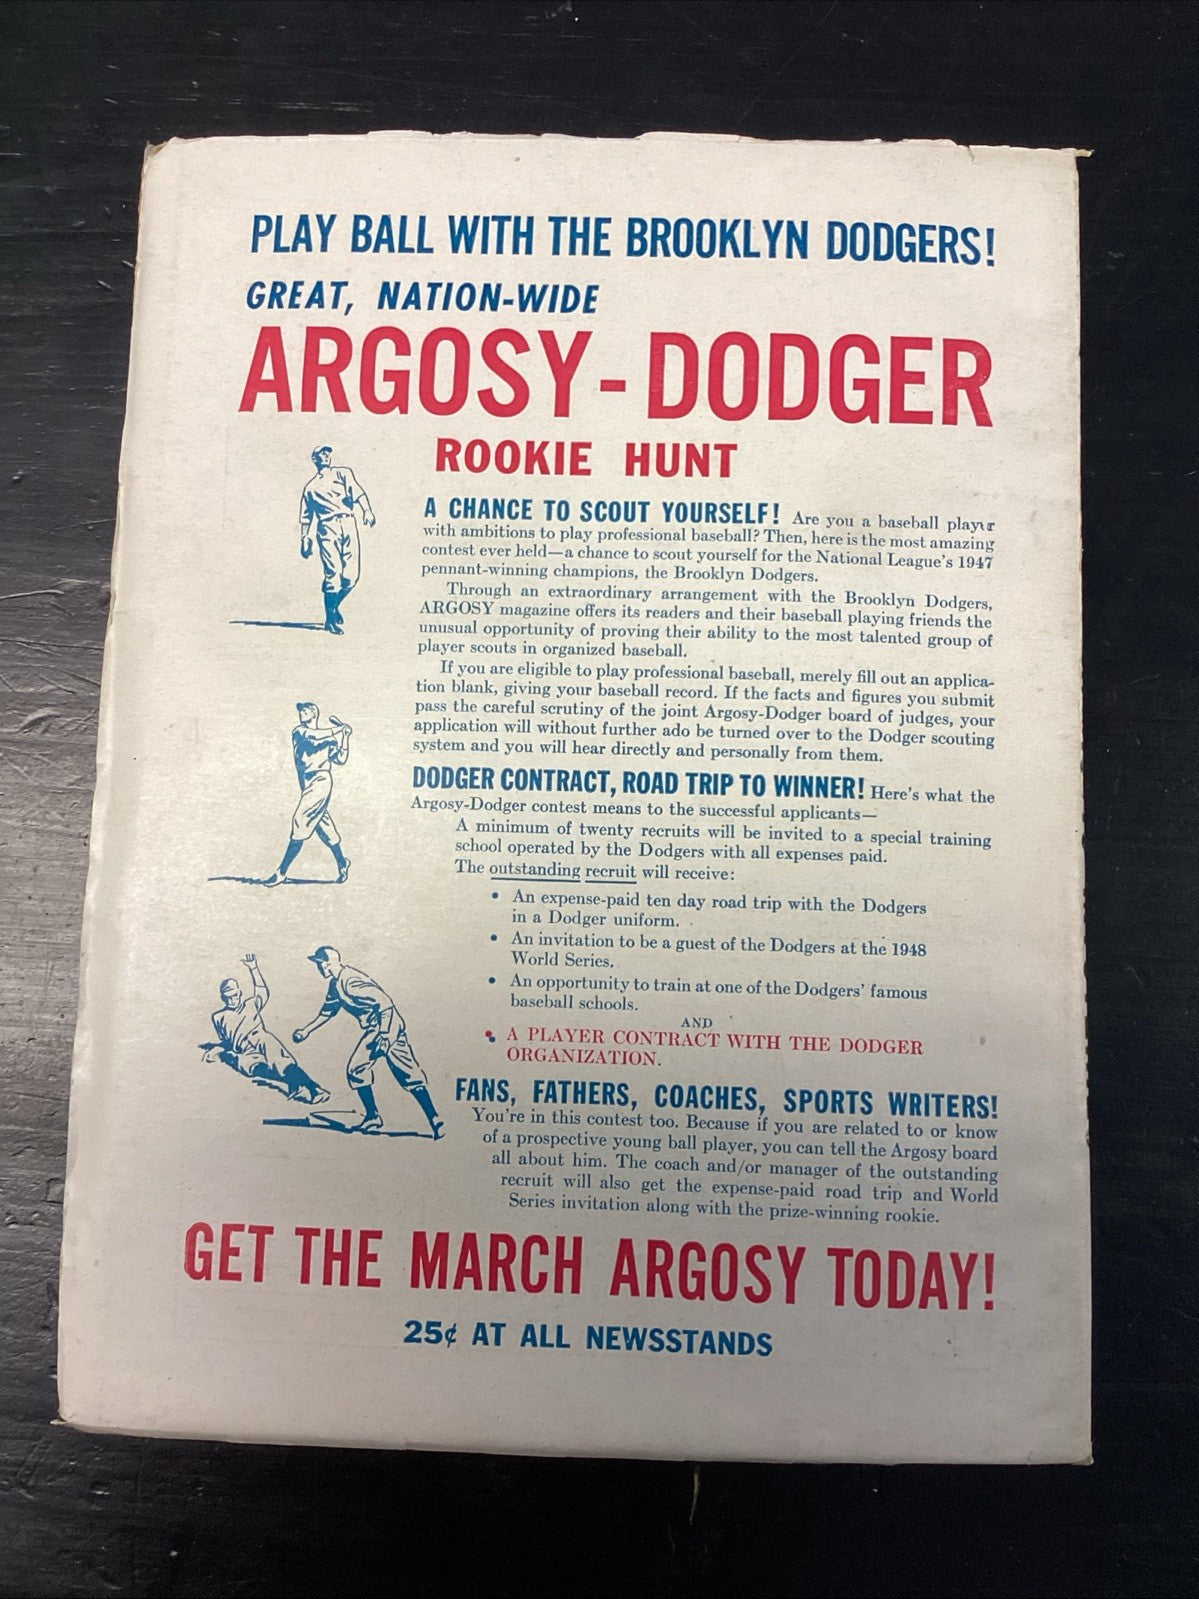 PLAY BALL WITH THE BROOKLYN DODGERS!
GREAT, NATION-WIDE
ARGOSY-DODGER
ROOKIE HUNT
A CHANCE TO SCOUT YOURSELF! Are you a baseball player
with ambitions to play professional baseball? Then, here is the most amazing
contest ever held—a chance to scout yourself for the National League's 1947
pennant-winning champions, the Brooklyn Dodgers.
Through an extraordinary arrangement with the Brooklyn Dodgers,
ARGOSY magazine offers its readers and their baseball playing friends the
unusual opportunity of proving their ability to the most talented group of
player scouts in organized baseball.
If you are eligible to play professional baseball, merely fill out an applica-
tion blank, giving your baseball record. If the facts and figures you submit
pass the careful scrutiny of the joint Argosy-Dodger board of judges, your
application will without further ado be turned over to the Dodger scouting
system and you will hear directly and personally from them.
DODGER CONTRACT, ROAD TRIP TO WINNER! Here's what the
Argosy-Dodger contest means to the successful applicants—
A minimum of twenty recruits will be invited to a special training
school operated by the Dodgers with all expenses paid.
The outstanding recruit will receive:
• An expense-paid ten day road trip with the Dodgers
in a Dodger uniform.
• An invitation to be a guest of the Dodgers at the 1948
World Series.
• An opportunity to train at one of the Dodgers' famous
baseball schools.
AND
• A PLAYER CONTRACT WITH THE DODGER
ORGANIZATION.
FANS, FATHERS, COACHES, SPORTS WRITERS!
You're in this contest too. Because if you are related to or know
of a prospective young ball player, you can tell the Argosy board
all about him. The coach and/or manager of the outstanding
recruit will also get the expense-paid road trip and World
Series invitation along with the prize-winning rookie.
GET THE MARCH ARGOSY TODAY!
25¢ AT ALL NEWSSTANDS